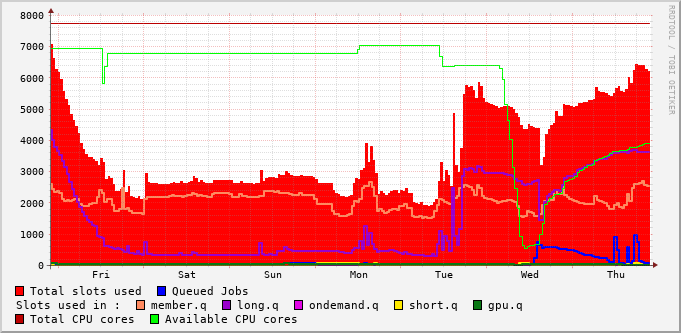 8000
7000
6000
5000
4000
3000
2000
1000
0
Fri Sat Sun Mon Tue Wed Thu
RRDTOOL / TOBI OETIKER
Total slots used Queued Jobs
Slots used in : member.q long.q ondemand.q short.q gpu.q
Total CPU cores Available CPU cores